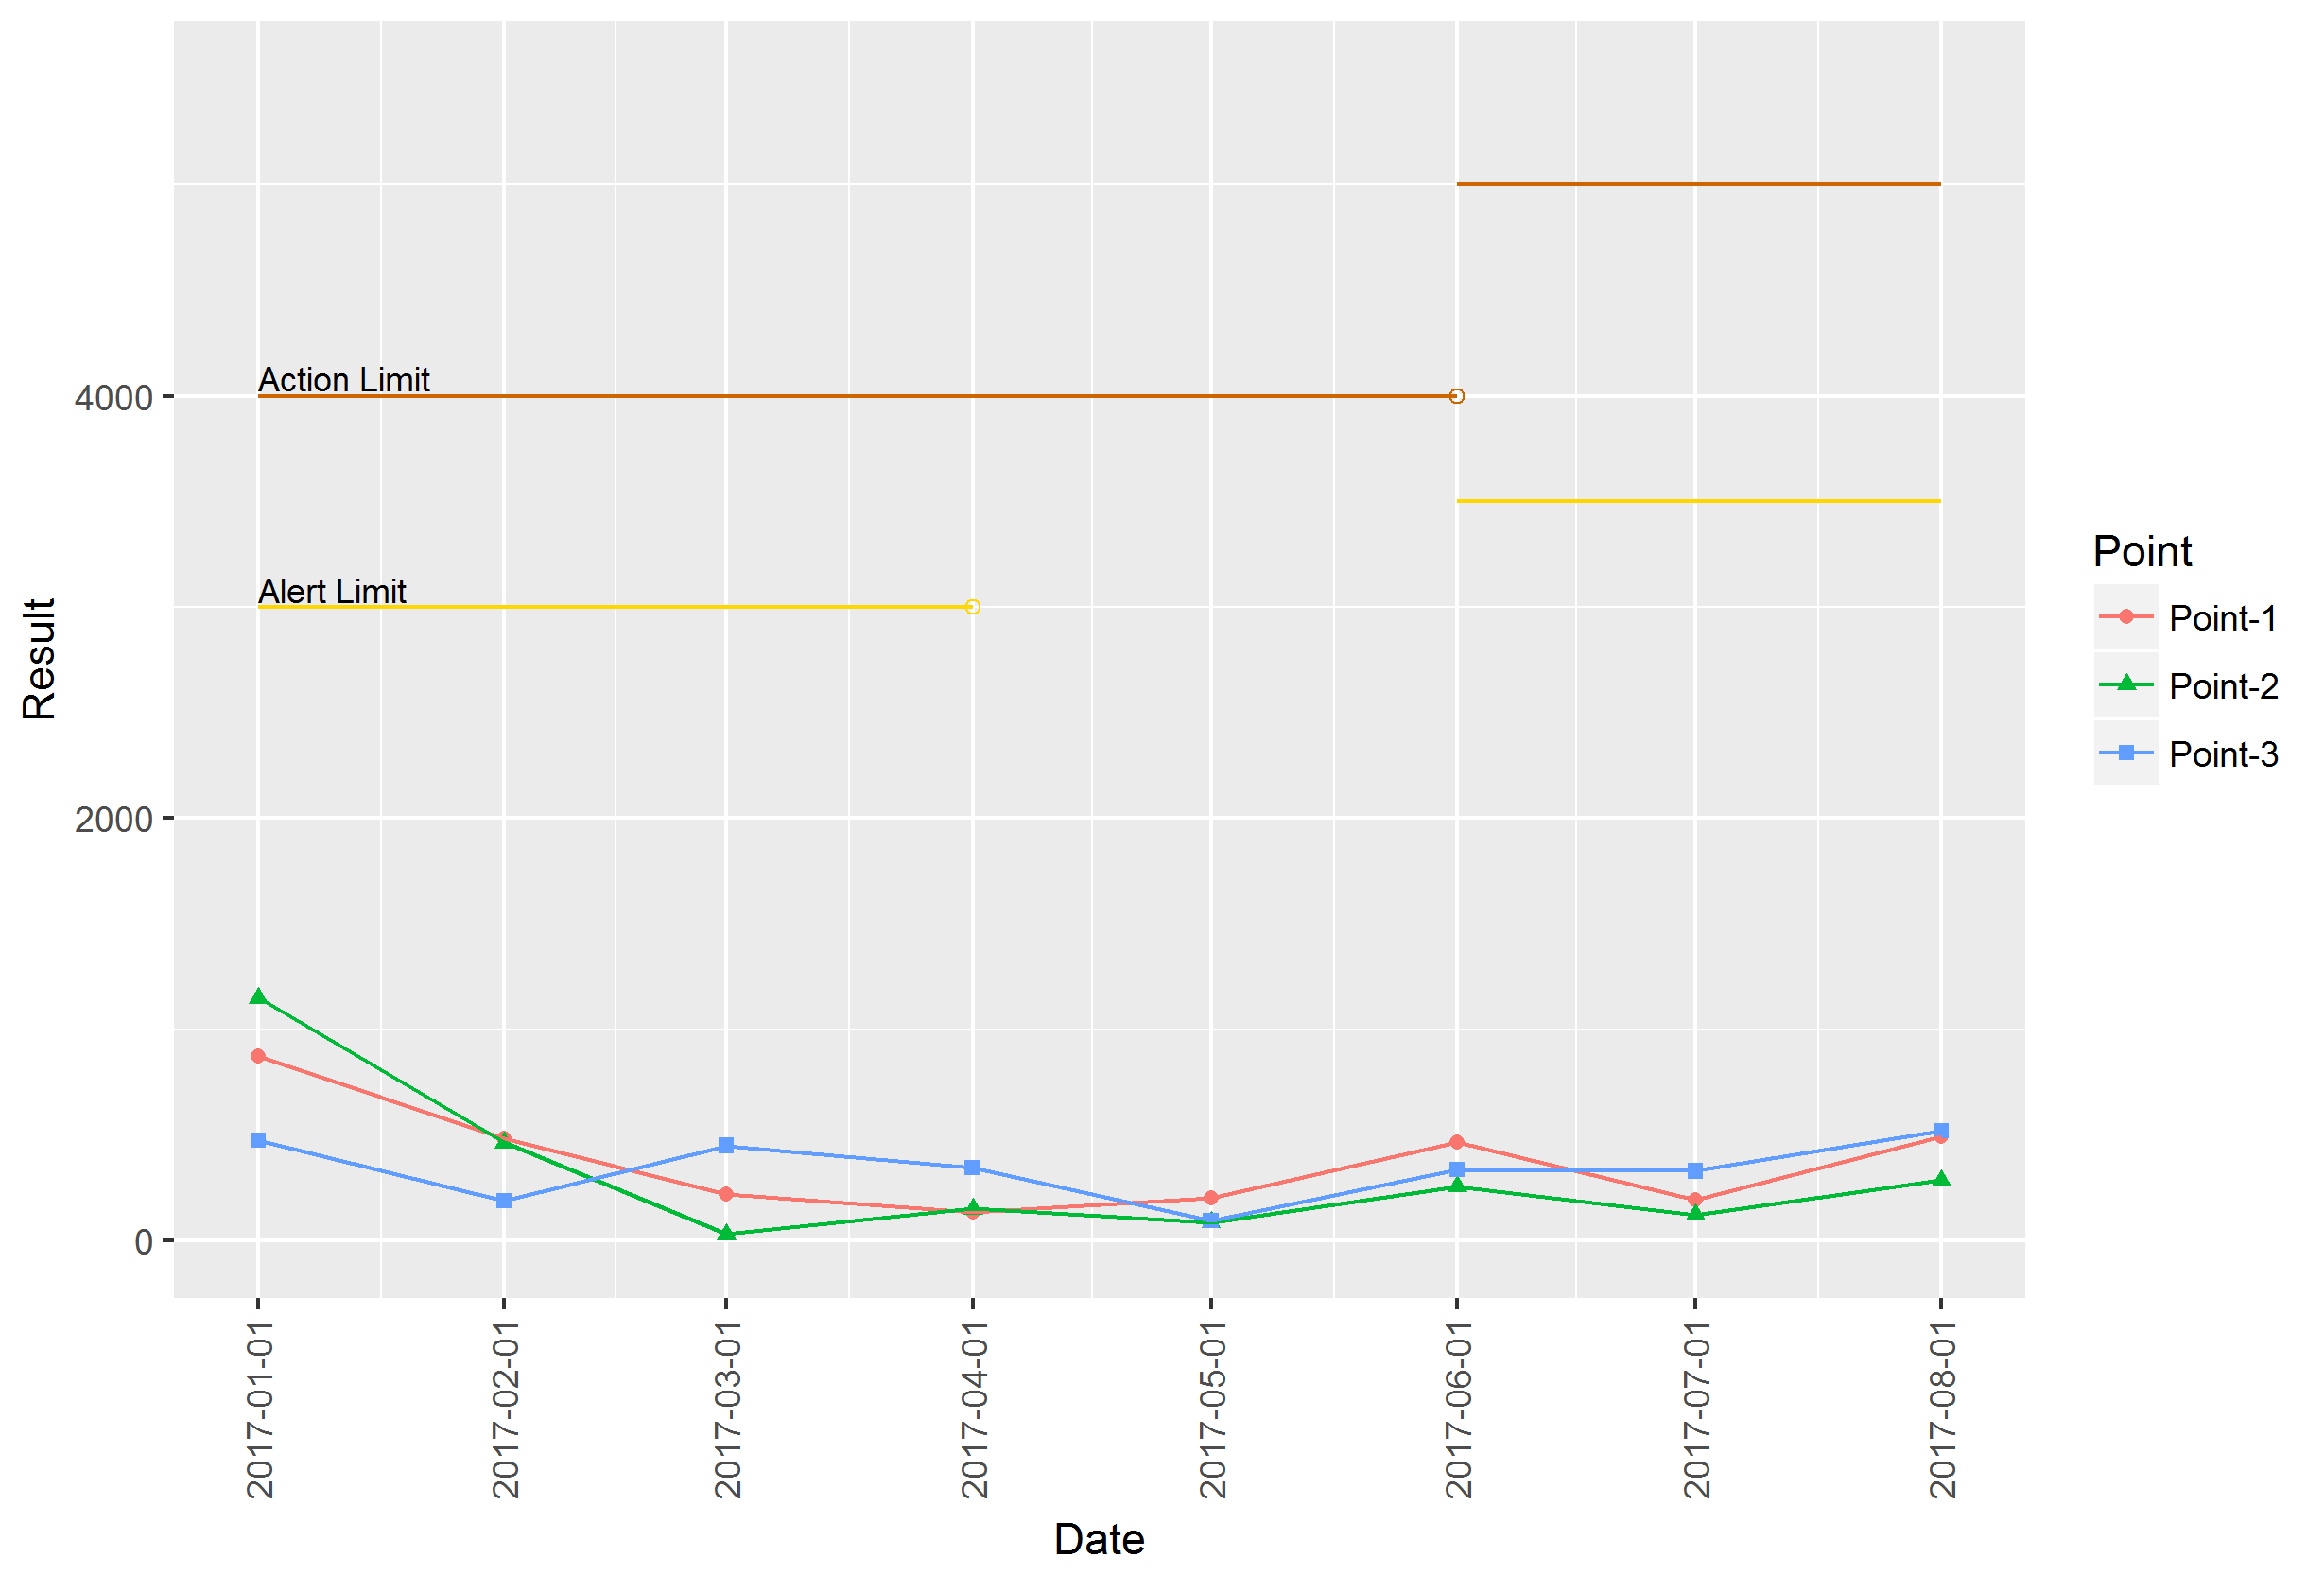 Action Limit
4000
Alert Limit
Result
2000
0
2017-01-01
2017-02-01
2017-03-01
2017-04-01
2017-05-01
2017-06-01
2017-07-01
2017-08-01
Date
Point
Point-1
Point-2
Point-3